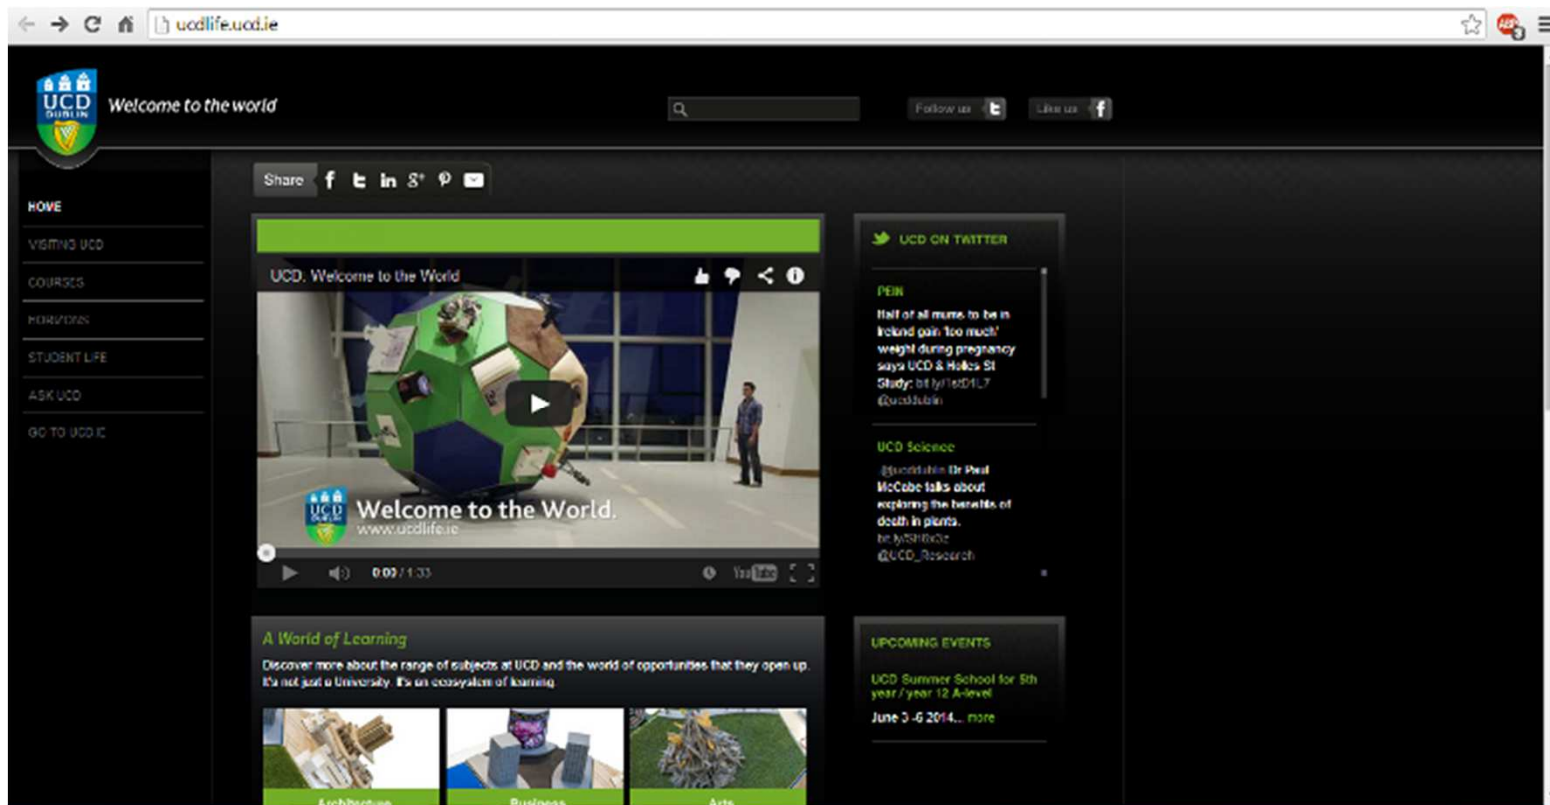 ucdlife.ucd.ie
ABP
UCD
DUBLIN
Welcome to the world
Follow us
Like us
Share
HOME
VISITING UCD
COURSES
HORIZONS
STUDENT LIFE
ASK UCD
GO TO UCD.IE
UCD: Welcome to the World
UCD
DUBLIN
Welcome to the World.
www.ucdlife.ie
0:00 / 1:33
YouTube
UCD ON TWITTER
PEIN
Half of all mums to be in
Ireland gain 'too much'
weight during pregnancy
says UCD & Holles St
Study:
@ucddublin
UCD Science
.@ucddublin Dr Paul
McCabe talks about
exploring the benefits of
death in plants.
@UCD_Research
A World of Learning
Discover more about the range of subjects at UCD and the world of opportunities that they open up.
It's not just a University. It's an ecosystem of learning.
Architecture
Business
Arts
UPCOMING EVENTS
UCD Summer School for 5th
year / year 12 A-level
June 3 -6 2014... more